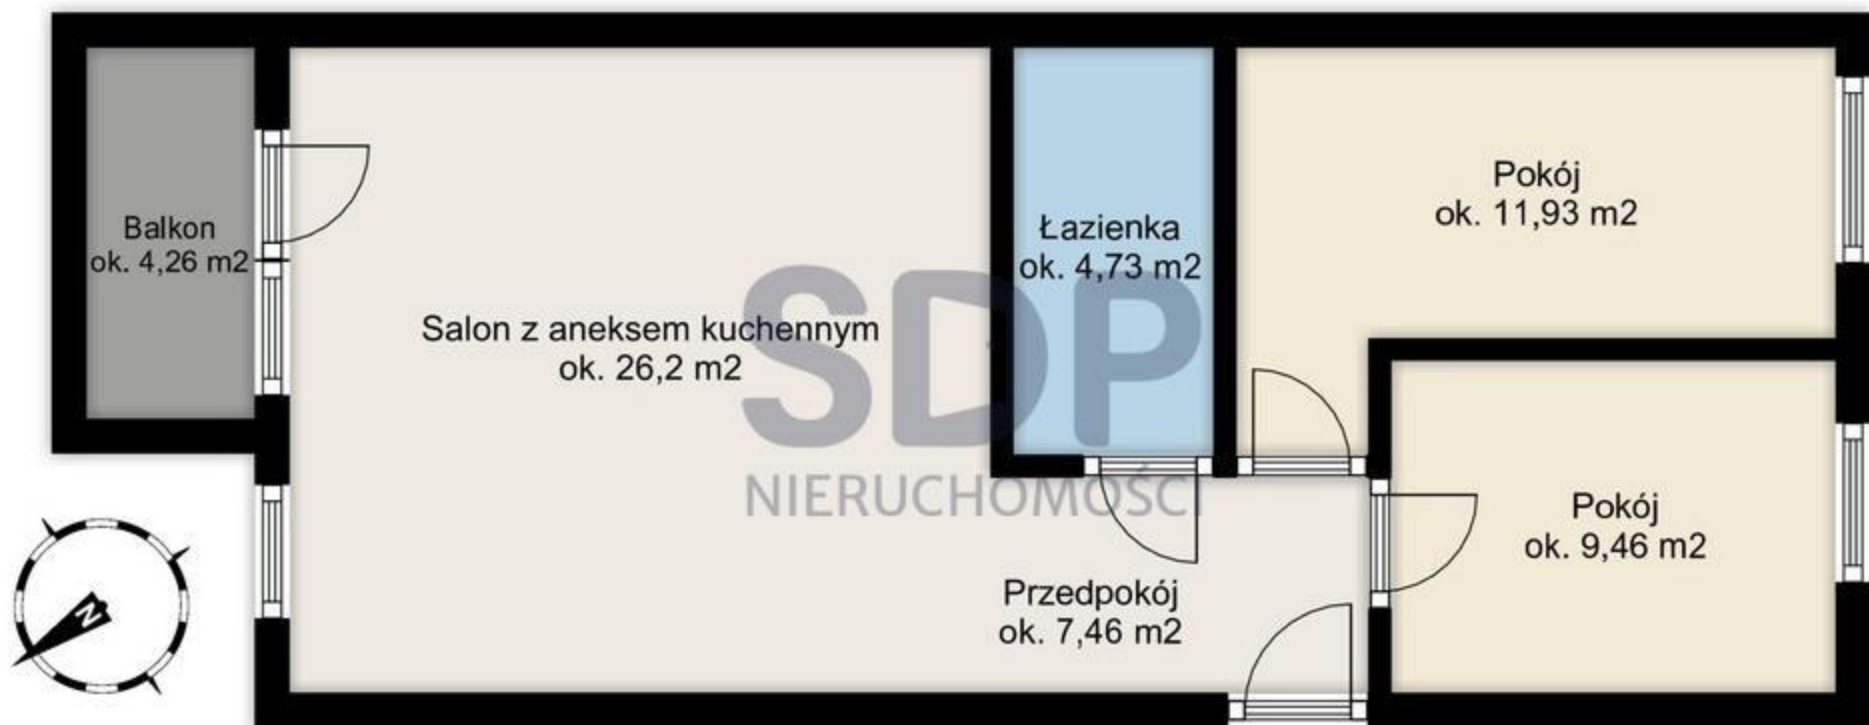 Balkon
ok. 4,26 m2
Salon z aneksem kuchennym
ok. 26,2 m2
Łazienka
ok. 4,73 m2
Pokój
ok. 11,93 m2
SDP
NIERUCHOMOŚCI
Pokój
ok. 9,46 m2
Przedpokój
ok. 7,46 m2
N